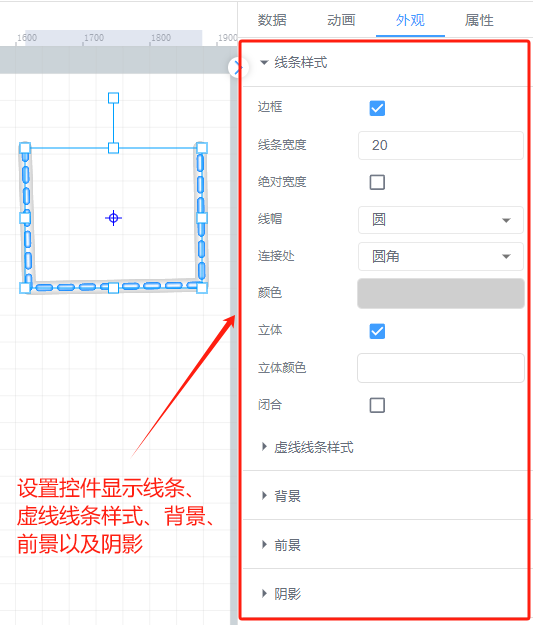 数据 动画 外观 属性
1600 1700 1800 1900
线条样式
边框
线条宽度 20
绝对宽度
线帽 圆
连接处 圆角
颜色
立体
立体颜色
闭合
虚线线条样式
背景
前景
阴影
设置控件显示线条、
虚线线条样式、背景、
前景以及阴影